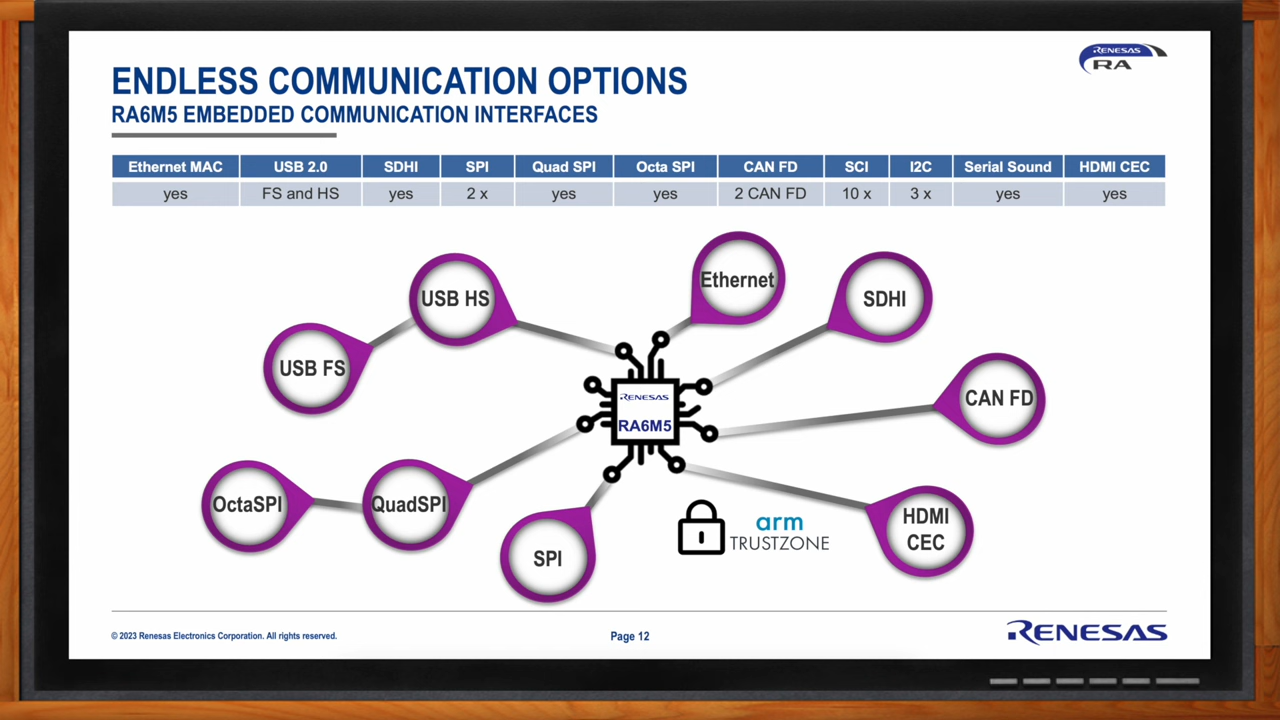 RENESAS
RA
ENDLESS COMMUNICATION OPTIONS
RA6M5 EMBEDDED COMMUNICATION INTERFACES
Ethernet MAC USB 2.0 SDHI SPI Quad SPI Octa SPI CAN FD SCI I2C Serial Sound HDMI CEC
yes FS and HS yes 2 x yes yes 2 CAN FD 10 x 3 x yes yes
Ethernet
USB HS
SDHI
USB FS
RENESAS
RA6M5
CAN FD
OctaSPI
QuadSPI
SPI
arm
TRUSTZONE
HDMI
CEC
© 2023 Renesas Electronics Corporation. All rights reserved.
Page 12
RENESAS